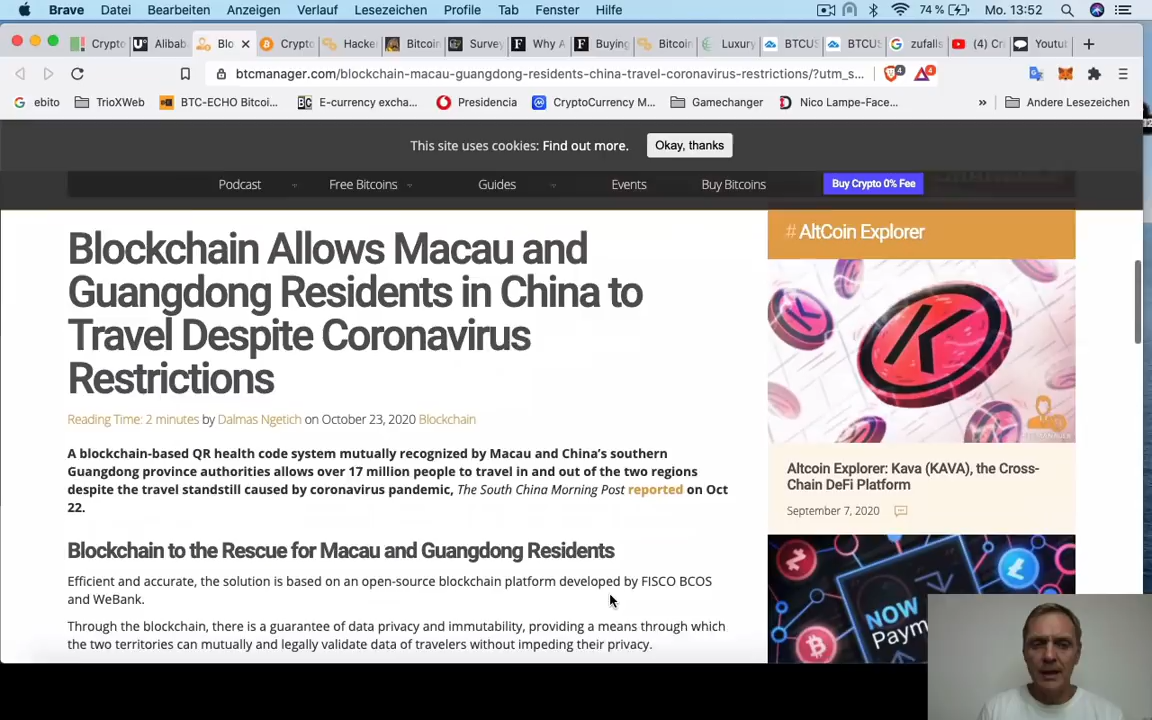 Brave Datei Bearbeiten Anzeigen Verlauf Lesezeichen Profile Tab Fenster Hilfe 74 % Mo. 13:52
Crypto Alibab Blo Crypto Hacker Bitcoin Survey Why A Buying Bitcoin Luxury BTCUS BTCUS zufalls (4) Cr Youtub
btcmanager.com/blockchain-macau-guangdong-residents-china-travel-coronavirus-restrictions/?utm_s... 4 4
ebito TrioXWeb BTC-ECHO Bitcoi... E-currency excha... Presidencia CryptoCurrency M... Gamechanger Nico Lampe-Face... » Andere Lesezeichen
This site uses cookies: Find out more. Okay, thanks
Podcast Free Bitcoins Guides Events Buy Bitcoins Buy Crypto 0% Fee
Blockchain Allows Macau and
Guangdong Residents in China to
Travel Despite Coronavirus
Restrictions
Reading Time: 2 minutes by Dalmas Ngetich on October 23, 2020 Blockchain
A blockchain-based QR health code system mutually recognized by Macau and China's southern
Guangdong province authorities allows over 17 million people to travel in and out of the two regions
despite the travel standstill caused by coronavirus pandemic, The South China Morning Post reported on Oct
22.
Blockchain to the Rescue for Macau and Guangdong Residents
Efficient and accurate, the solution is based on an open-source blockchain platform developed by FISCO BCOS
and WeBank.
Through the blockchain, there is a guarantee of data privacy and immutability, providing a means through which
the two territories can mutually and legally validate data of travelers without impeding their privacy.
# AltCoin Explorer
Altcoin Explorer: Kava (KAVA), the Cross-
Chain DeFi Platform
September 7, 2020
NOW
Paym